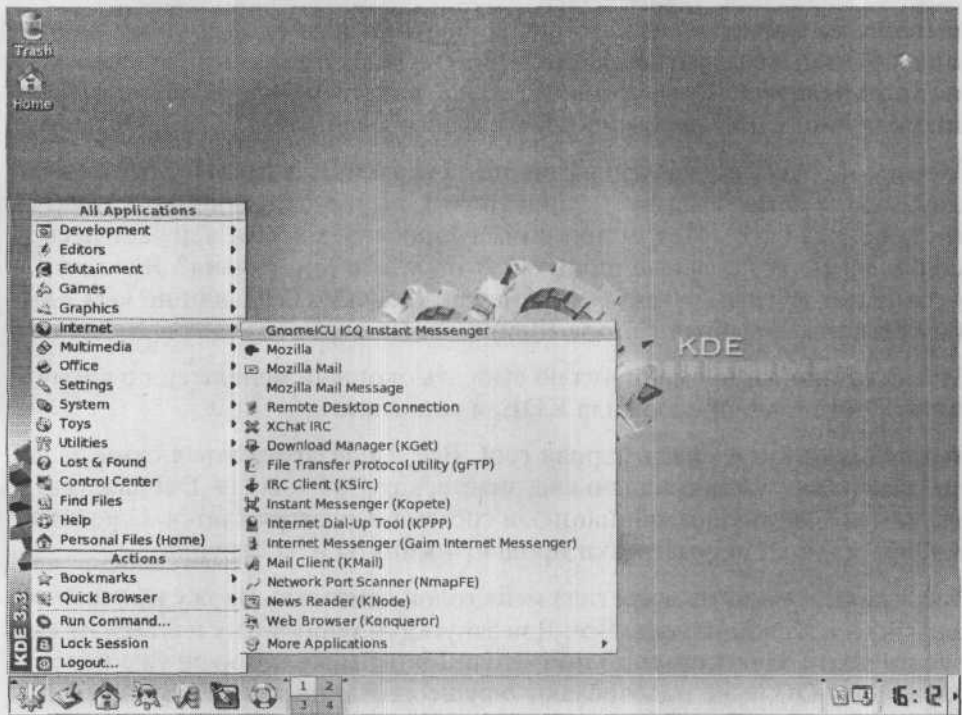 Trash
Home
All Applications
Development
Editors
Edutainment
Games
Graphics
Internet
Multimedia
Office
Settings
System
Toys
Utilities
Lost & Found
Control Center
Find Files
Help
Personal Files (Home)
Actions
Bookmarks
Quick Browser
Run Command...
Lock Session
Logout...
KDE 3.3
GnomeICU ICQ Instant Messenger
Mozilla
Mozilla Mail
Mozilla Mail Message
Remote Desktop Connection
XChat IRC
Download Manager (KGet)
File Transfer Protocol Utility (gFTP)
IRC Client (KSirc)
Instant Messenger (Kopete)
Internet Dial-Up Tool (KPPP)
Internet Messenger (Gaim Internet Messenger)
Mail Client (KMail)
Network Port Scanner (NmapFE)
News Reader (KNode)
Web Browser (Konqueror)
More Applications
KDE
1 2
3 4
16:12